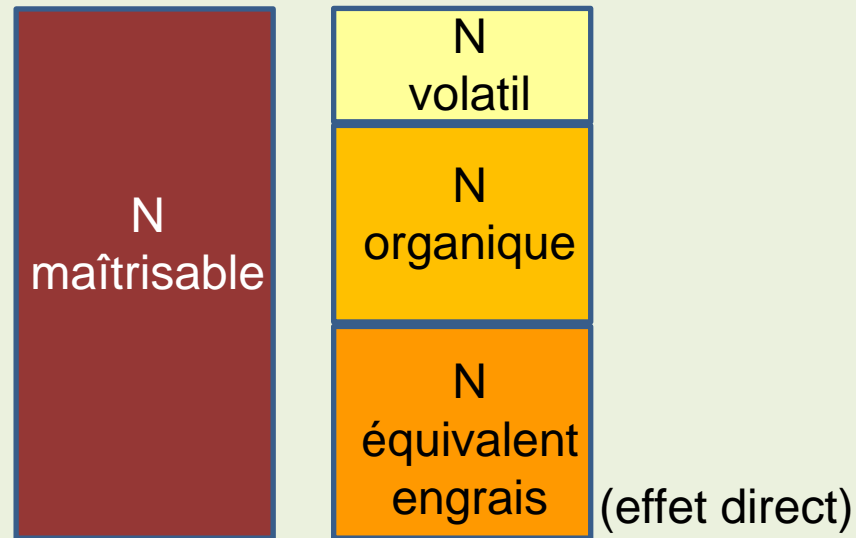 N
maîtrisable
N
volatil
N
organique
N
équivalent
engrais
(effet direct)